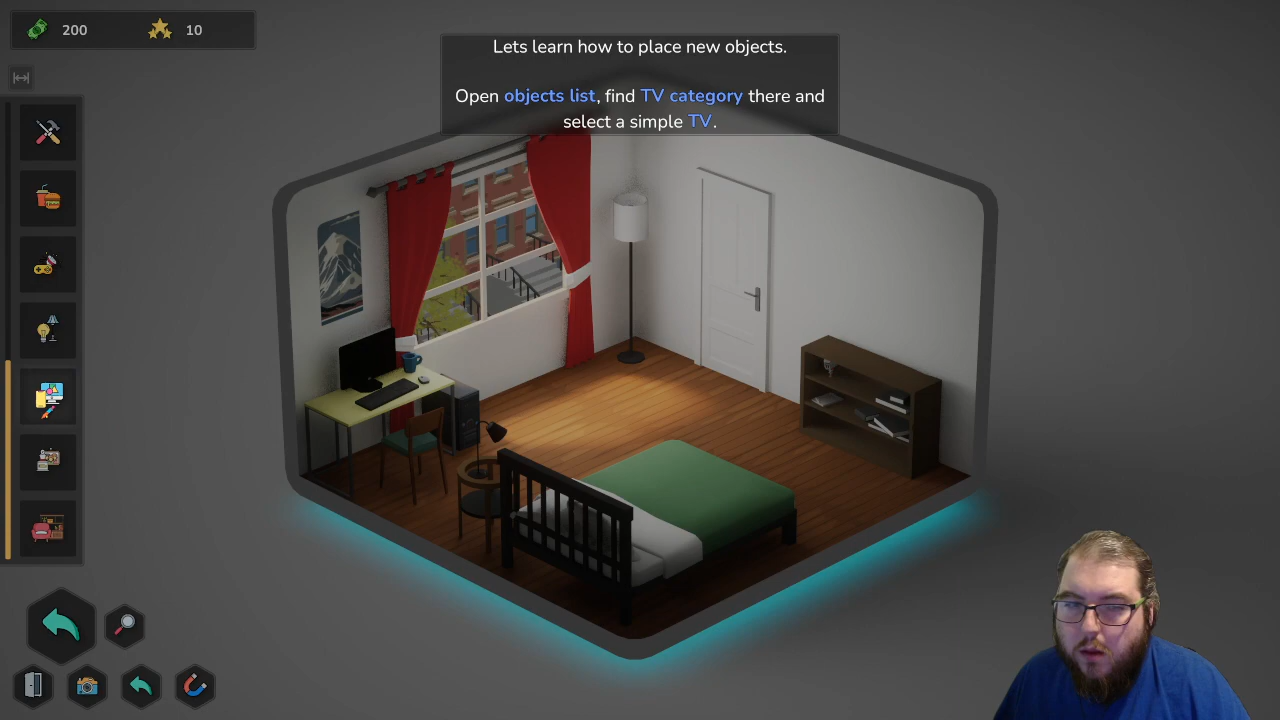 200
10
Lets learn how to place new objects.
Open objects list, find TV category there and
select a simple TV.